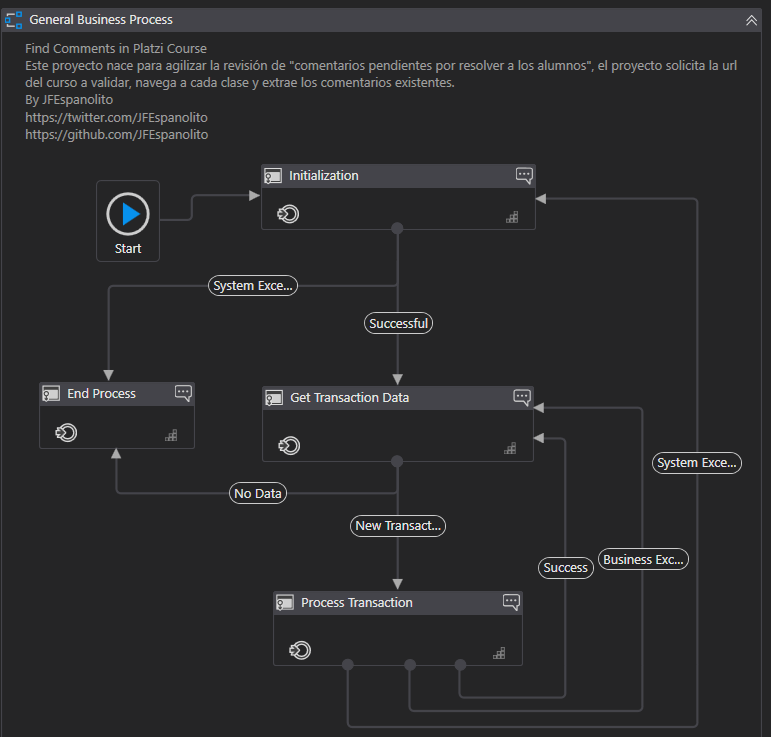 General Business Process
Find Comments in Platzi Course
Este proyecto nace para agilizar la revisión de "comentarios pendientes por resolver a los alumnos", el proyecto solicita la url
del curso a validar, navega a cada clase y extrae los comentarios existentes.
By JFEspanolito
https://twitter.com/JFEspanolito
https://github.com/JFEspanolito
Initialization
Start
System Exce...
Successful
End Process
Get Transaction Data
System Exce...
No Data
New Transact...
Business Exc...
Success
Process Transaction